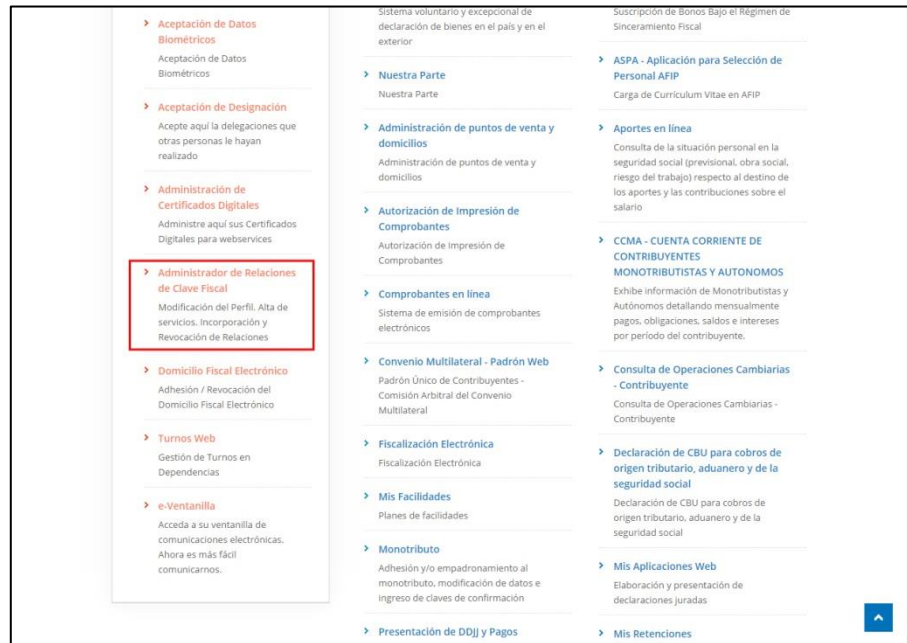 Aceptación de Datos
Biométricos
Aceptación de Datos
Biométricos
Aceptación de Designación
Acepte aquí la delegaciones que
otras personas le hayan
realizado
Administración de
Certificados Digitales
Administre aquí sus Certificados
Digitales para webservices
Administrador de Relaciones
de Clave Fiscal
Modificación del Perfil. Alta de
servicios. Incorporación y
Revocación de Relaciones
Domicilio Fiscal Electrónico
Adhesión / Revocación del
Domicilio Fiscal Electrónico
Turnos Web
Gestión de Turnos en
Dependencias
e-Ventanilla
Acceda a su ventanilla de
comunicaciones electrónicas.
Ahora es más fácil
comunicarnos.
Sistema voluntario y excepcional de
declaración de bienes en el país y en el
exterior
Nuestra Parte
Nuestra Parte
Administración de puntos de venta y
domicilios
Administración de puntos de venta y
domicilios
Autorización de Impresión de
Comprobantes
Autorización de Impresión de
Comprobantes
Comprobantes en línea
Sistema de emisión de comprobantes
electrónicos
Convenio Multilateral - Padrón Web
Padrón Único de Contribuyentes -
Comisión Arbitral del Convenio
Multilateral
Fiscalización Electrónica
Fiscalización Electrónica
Mis Facilidades
Planes de facilidades
Monotributo
Adhesión y/o empadronamiento al
monotributo, modificación de datos e
ingreso de claves de confirmación
Presentación de DDJJ y Pagos
Suscripción de Bonos Bajo el Régimen de
Sinceramiento Fiscal
ASPA - Aplicación para Selección de
Personal AFIP
Carga de Currículum Vitae en AFIP
Aportes en línea
Consulta de la situación personal en la
seguridad social (previsional, obra social,
riesgo del trabajo) respecto al destino de
los aportes y las contribuciones sobre el
salario
CCMA - CUENTA CORRIENTE DE
CONTRIBUYENTES
MONOTRIBUTISTAS Y AUTONOMOS
Exhibe información de Monotributistas y
Autónomos detallando mensualmente
pagos, obligaciones, saldos e intereses
por período del contribuyente.
Consulta de Operaciones Cambiarias
- Contribuyente
Consulta de Operaciones Cambiarias -
Contribuyente
Declaración de CBU para cobros de
origen tributario, aduanero y de la
seguridad social
Declaración de CBU para cobros de
origen tributario, aduanero y de la
seguridad social
Mis Aplicaciones Web
Elaboración y presentación de
declaraciones juradas
Mis Retenciones